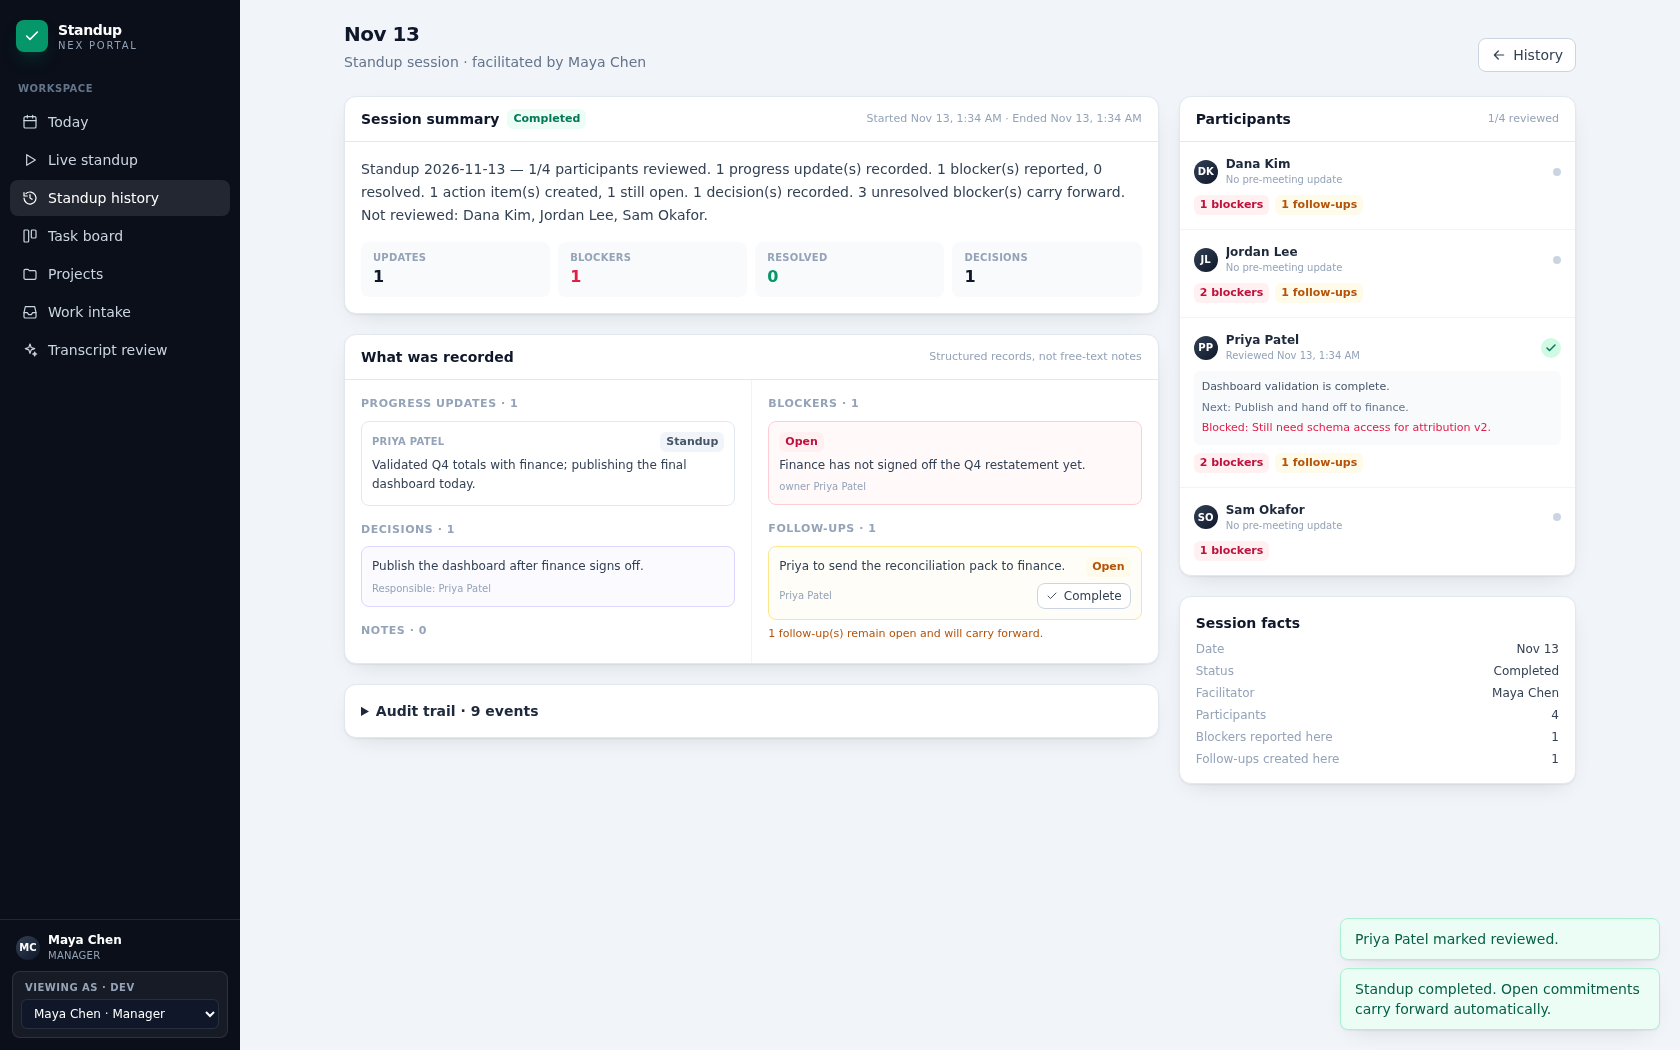 Standup
NEX PORTAL
WORKSPACE
Today
Live standup
Standup history
Task board
Projects
Work intake
Transcript review
MC
Maya Chen
MANAGER
VIEWING AS · DEV
Maya Chen · Manager
Nov 13
Standup session · facilitated by Maya Chen
History
Session summary
Completed
Started Nov 13, 1:34 AM · Ended Nov 13, 1:34 AM
Standup 2026-11-13 — 1/4 participants reviewed. 1 progress update(s) recorded. 1 blocker(s) reported, 0
resolved. 1 action item(s) created, 1 still open. 1 decision(s) recorded. 3 unresolved blocker(s) carry forward.
Not reviewed: Dana Kim, Jordan Lee, Sam Okafor.
UPDATES
1
BLOCKERS
1
RESOLVED
0
DECISIONS
1
What was recorded
Structured records, not free-text notes
PROGRESS UPDATES · 1
PRIYA PATEL
Standup
Validated Q4 totals with finance; publishing the final
dashboard today.
DECISIONS · 1
Publish the dashboard after finance signs off.
Responsible: Priya Patel
NOTES · 0
BLOCKERS · 1
Open
Finance has not signed off the Q4 restatement yet.
owner Priya Patel
FOLLOW-UPS · 1
Priya to send the reconciliation pack to finance.
Open
Priya Patel
Complete
1 follow-up(s) remain open and will carry forward.
Audit trail · 9 events
Participants
1/4 reviewed
DK
Dana Kim
No pre-meeting update
1 blockers
1 follow-ups
JL
Jordan Lee
No pre-meeting update
2 blockers
1 follow-ups
PP
Priya Patel
Reviewed Nov 13, 1:34 AM
Dashboard validation is complete.
Next: Publish and hand off to finance.
Blocked: Still need schema access for attribution v2.
2 blockers
1 follow-ups
SO
Sam Okafor
No pre-meeting update
1 blockers
Session facts
Date
Nov 13
Status
Completed
Facilitator
Maya Chen
Participants
4
Blockers reported here
1
Follow-ups created here
1
Priya Patel marked reviewed.
Standup completed. Open commitments
carry forward automatically.